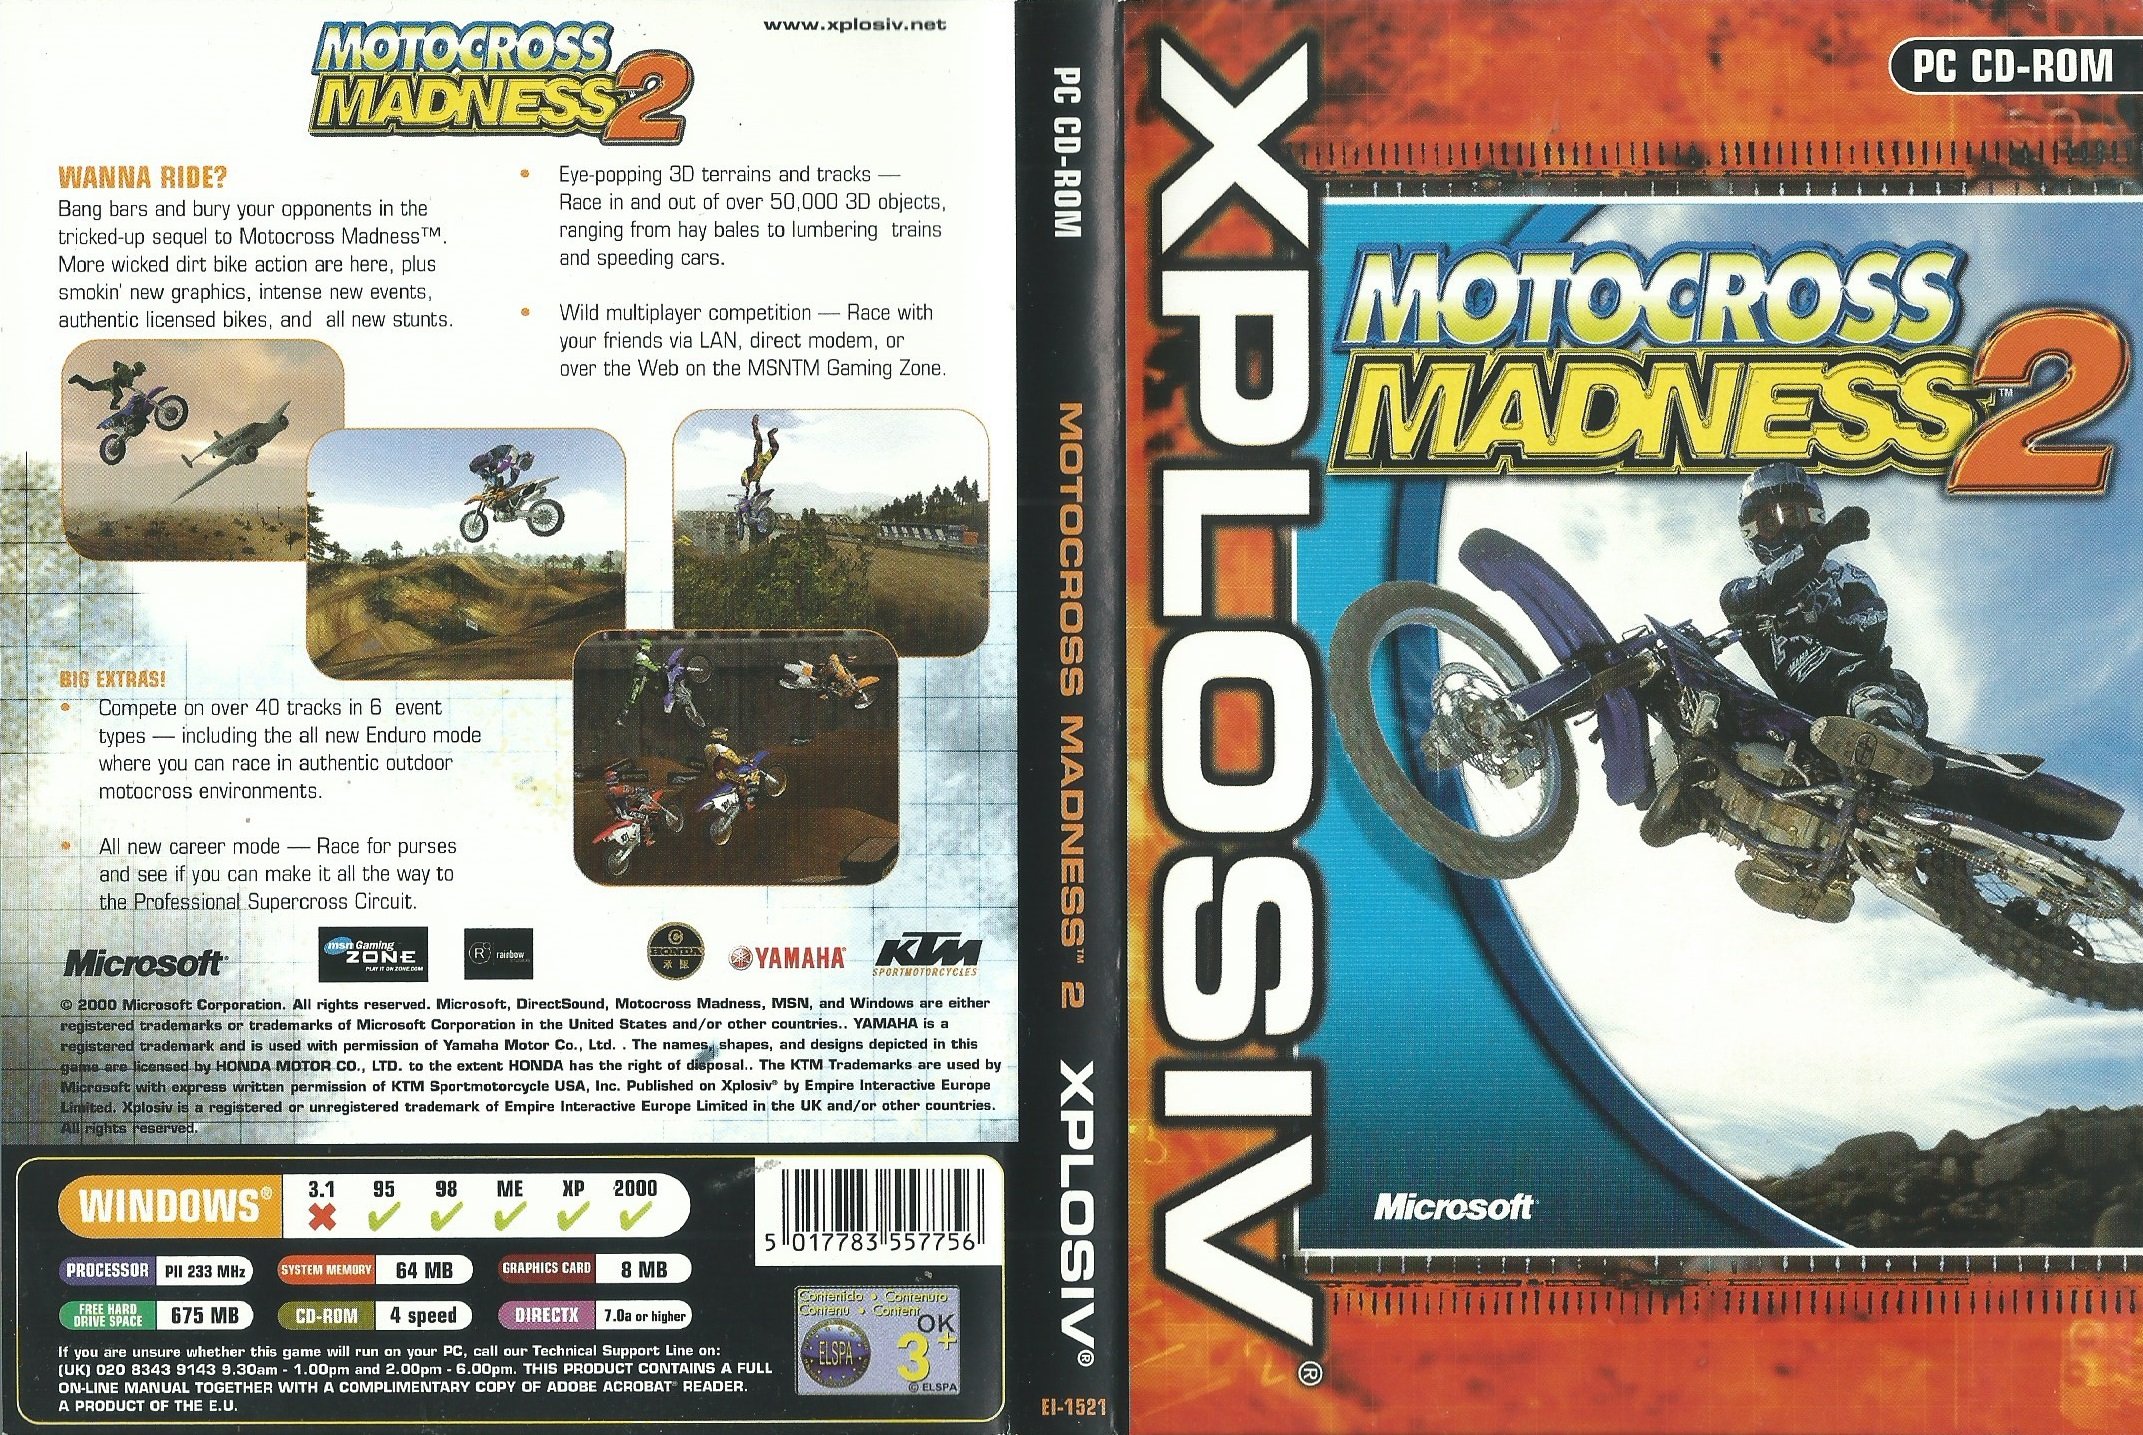 MOTOCROSS
MADNESS 2
www.xplosiv.net
WANNA RIDE?
Bang bars and bury your opponents in the
tricked-up sequel to Motocross Madness™.
More wicked dirt bike action are here, plus
smokin' new graphics, intense new events,
authentic licensed bikes, and all new stunts.
• Eye-popping 3D terrains and tracks —
Race in and out of over 50,000 3D objects,
ranging from hay bales to lumbering trains
and speeding cars.
• Wild multiplayer competition — Race with
your friends via LAN, direct modem, or
over the Web on the MSNTM Gaming Zone.
BIG EXTRAS!
• Compete on over 40 tracks in 6 event
types — including the all new Enduro mode
where you can race in authentic outdoor
motocross environments.
• All new career mode — Race for purses
and see if you can make it all the way to
the Professional Supercross Circuit.
Microsoft®
msn Gaming
ZONE
PLAY IT ON ZONE.COM
R rainbow
HONDA
承認
YAMAHA®
KTM
SPORTMOTORCYCLES
© 2000 Microsoft Corporation. All rights reserved. Microsoft, DirectSound, Motocross Madness, MSN, and Windows are either
registered trademarks or trademarks of Microsoft Corporation in the United States and/or other countries.. YAMAHA is a
registered trademark and is used with permission of Yamaha Motor Co., Ltd. . The names, shapes, and designs depicted in this
game are licensed by HONDA MOTOR CO., LTD. to the extent HONDA has the right of disposal.. The KTM Trademarks are used by
Microsoft with express written permission of KTM Sportmotorcycle USA, Inc. Published on Xplosiv® by Empire Interactive Europe
Limited. Xplosiv is a registered or unregistered trademark of Empire Interactive Europe Limited in the UK and/or other countries.
All rights reserved.
WINDOWS® 3.1 95 98 ME XP 2000
PROCESSOR PII 233 MHz SYSTEM MEMORY 64 MB GRAPHICS CARD 8 MB
FREE HARD
DRIVE SPACE 675 MB CD-ROM 4 speed DIRECTX 7.0a or higher
If you are unsure whether this game will run on your PC, call our Technical Support Line on:
(UK) 020 8343 9143 9.30am - 1.00pm and 2.00pm - 6.00pm. THIS PRODUCT CONTAINS A FULL
ON-LINE MANUAL TOGETHER WITH A COMPLIMENTARY COPY OF ADOBE ACROBAT® READER.
A PRODUCT OF THE E.U.
5 017783 557756
Contenido • Contenuto
Contenu • Content
OK
ELSPA
3+
© ELSPA
PC CD-ROM
MOTOCROSS MADNESS™ 2
XPLOSIV®
EI-1521
XPLOSIV®
PC CD-ROM
MOTOCROSS
MADNESS™ 2
Microsoft®